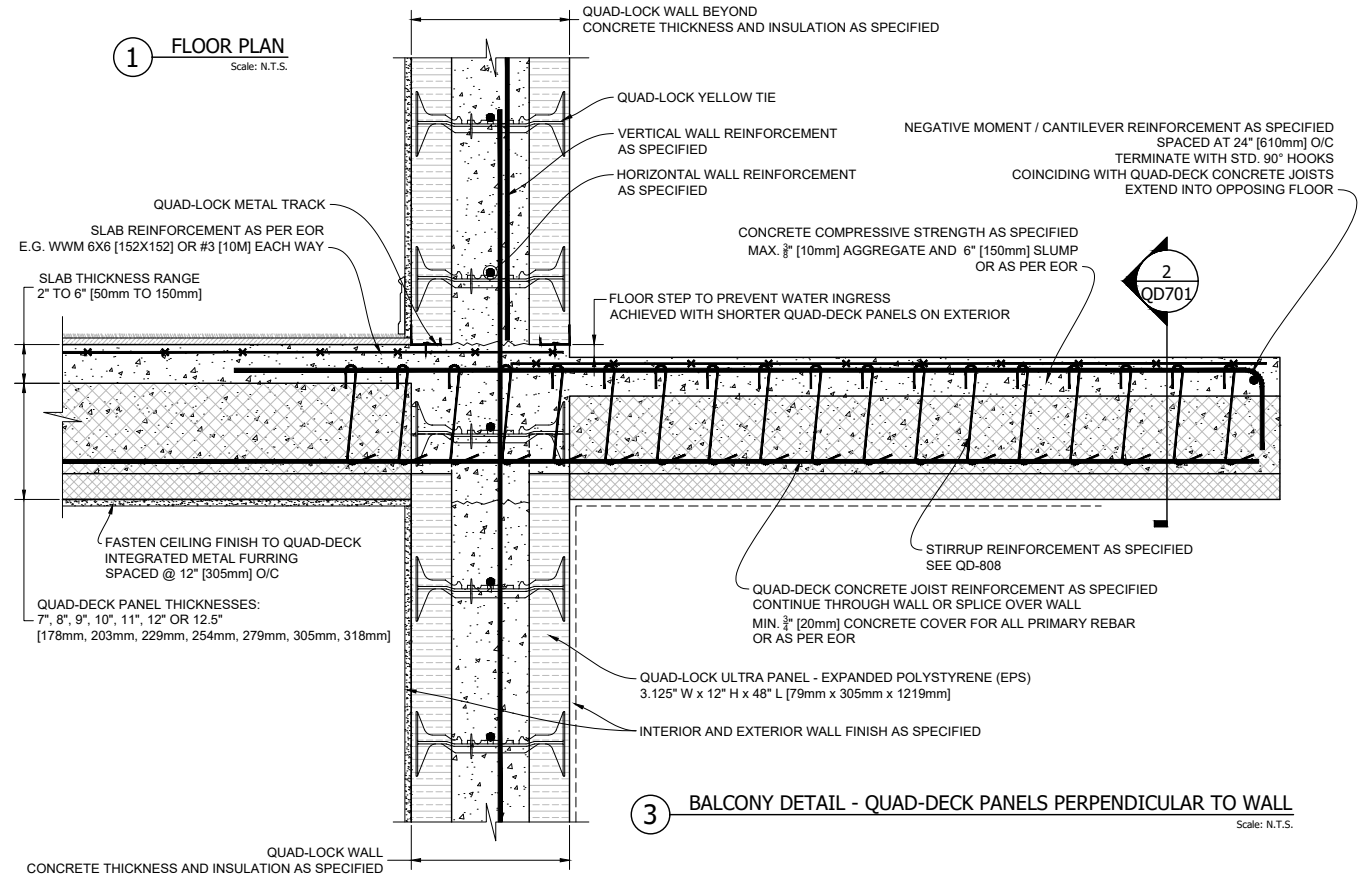 QUAD-LOCK WALL BEYOND
CONCRETE THICKNESS AND INSULATION AS SPECIFIED
1
FLOOR PLAN
Scale: N.T.S.
QUAD-LOCK YELLOW TIE
VERTICAL WALL REINFORCEMENT
AS SPECIFIED
HORIZONTAL WALL REINFORCEMENT
AS SPECIFIED
NEGATIVE MOMENT / CANTILEVER REINFORCEMENT AS SPECIFIED
SPACED AT 24" [610mm] O/C
TERMINATE WITH STD. 90° HOOKS
COINCIDING WITH QUAD-DECK CONCRETE JOISTS
EXTEND INTO OPPOSING FLOOR
QUAD-LOCK METAL TRACK
SLAB REINFORCEMENT AS PER EOR
E.G. WWM 6X6 [152X152] OR #3 [10M] EACH WAY
SLAB THICKNESS RANGE
2" TO 6" [50mm TO 150mm]
CONCRETE COMPRESSIVE STRENGTH AS SPECIFIED
MAX. 3/8" [10mm] AGGREGATE AND 6" [150mm] SLUMP
OR AS PER EOR
2
QD701
FLOOR STEP TO PREVENT WATER INGRESS
ACHIEVED WITH SHORTER QUAD-DECK PANELS ON EXTERIOR
FASTEN CEILING FINISH TO QUAD-DECK
INTEGRATED METAL FURRING
SPACED @ 12" [305mm] O/C
QUAD-DECK PANEL THICKNESSES:
7", 8", 9", 10", 11", 12" OR 12.5"
[178mm, 203mm, 229mm, 254mm, 279mm, 305mm, 318mm]
STIRRUP REINFORCEMENT AS SPECIFIED
SEE QD-808
QUAD-DECK CONCRETE JOIST REINFORCEMENT AS SPECIFIED
CONTINUE THROUGH WALL OR SPLICE OVER WALL
MIN. 3/4" [20mm] CONCRETE COVER FOR ALL PRIMARY REBAR
OR AS PER EOR
QUAD-LOCK ULTRA PANEL - EXPANDED POLYSTYRENE (EPS)
3.125" W x 12" H x 48" L [79mm x 305mm x 1219mm]
INTERIOR AND EXTERIOR WALL FINISH AS SPECIFIED
3
BALCONY DETAIL - QUAD-DECK PANELS PERPENDICULAR TO WALL
Scale: N.T.S.
QUAD-LOCK WALL
CONCRETE THICKNESS AND INSULATION AS SPECIFIED